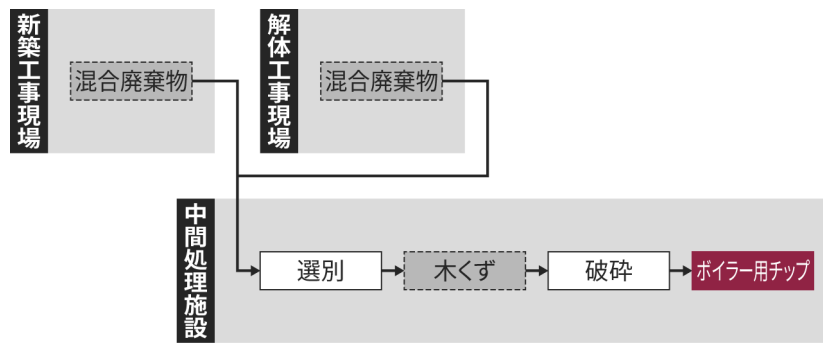 新築工事現場
混合廃棄物
解体工事現場
混合廃棄物
中間処理施設
選別
木くず
破砕
ボイラー用チップ